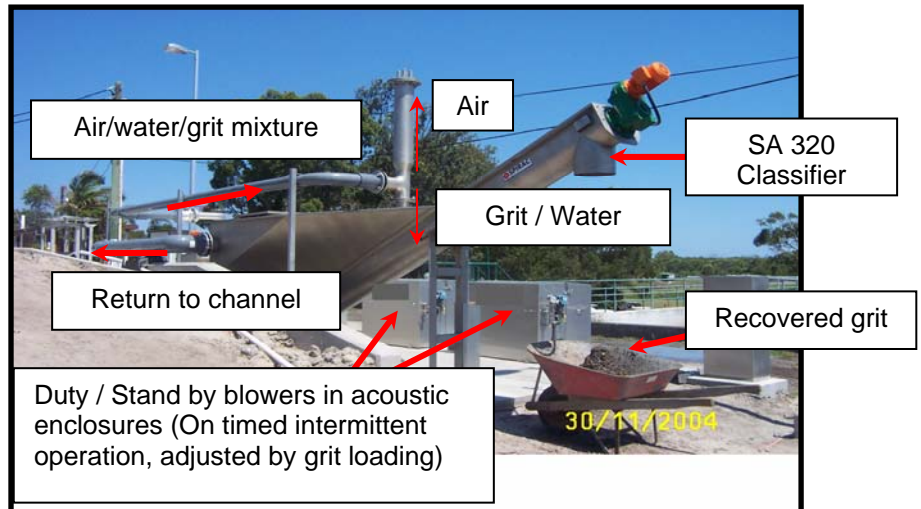 Air/water/grit mixture
Air
SA 320
Classifier
Grit / Water
Return to channel
Recovered grit
Duty / Stand by blowers in acoustic
enclosures (On timed intermittent
operation, adjusted by grit loading)
30/11/2004